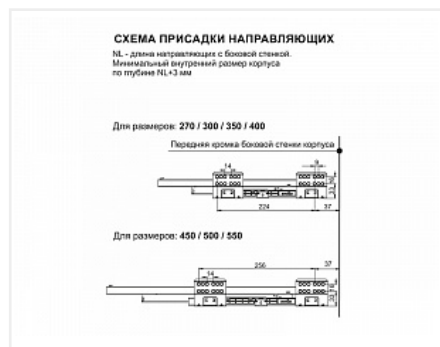 СХЕМА ПРИСАДКИ НАПРАВЛЯЮЩИХ
NL - длина направляющих с боковой стенкой.
Минимальный внутренний размер корпуса
по глубине NL+3 мм
Для размеров: 270 / 300 / 350 / 400
Передняя кромка боковой стенки корпуса
14
9
33
224
37
Для размеров: 450 / 500 / 550
256
37
14
33